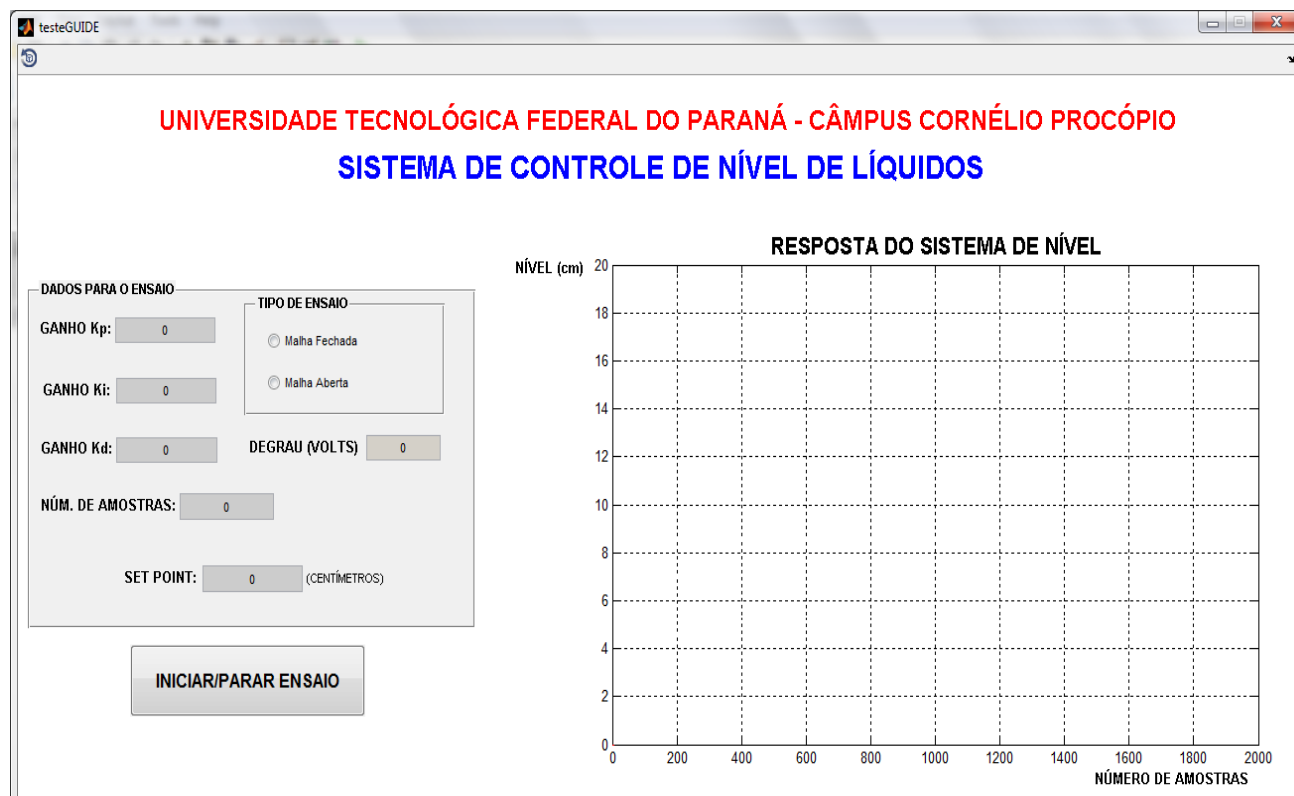 testeGUIDE
UNIVERSIDADE TECNOLÓGICA FEDERAL DO PARANÁ - CÂMPUS CORNÉLIO PROCÓPIO
SISTEMA DE CONTROLE DE NÍVEL DE LÍQUIDOS
DADOS PARA O ENSAIO
GANHO Kp: 0
GANHO Ki: 0
GANHO Kd: 0
TIPO DE ENSAIO
Malha Fechada
Malha Aberta
DEGRAU (VOLTS) 0
NÚM. DE AMOSTRAS: 0
SET POINT: 0 (CENTÍMETROS)
INICIAR/PARAR ENSAIO
RESPOSTA DO SISTEMA DE NÍVEL
NÍVEL (cm)
20
18
16
14
12
10
8
6
4
2
0
0 200 400 600 800 1000 1200 1400 1600 1800 2000
NÚMERO DE AMOSTRAS